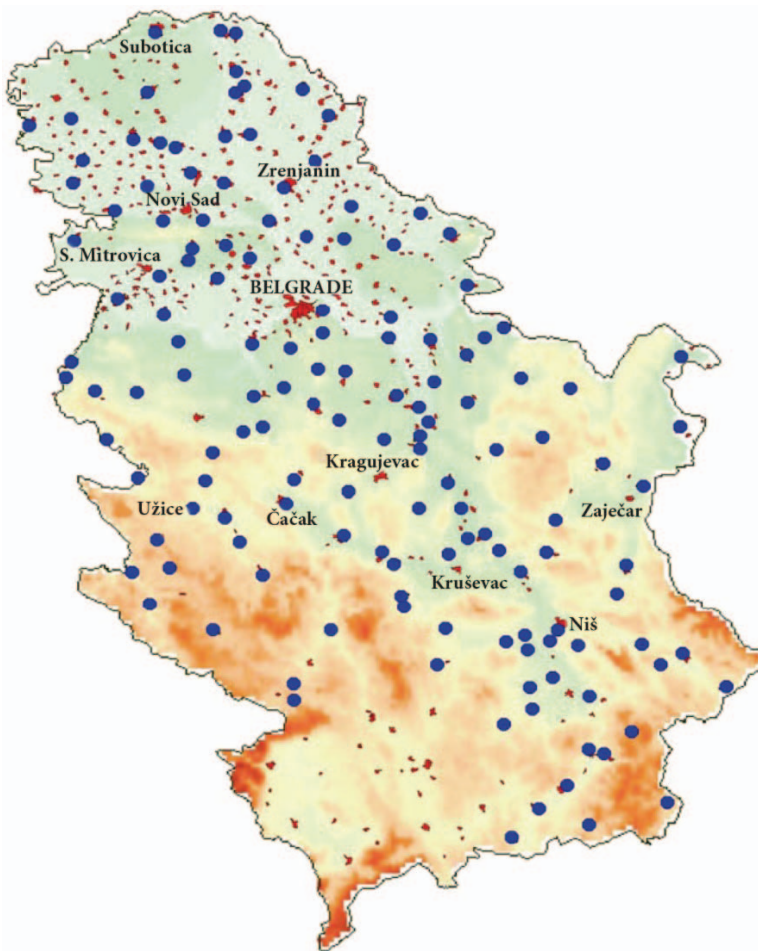 Subotica
Zrenjanin
Novi Sad
S. Mitrovica
BELGRADE
Kragujevac
Užice
Čačak
Zaječar
Kruševac
Niš